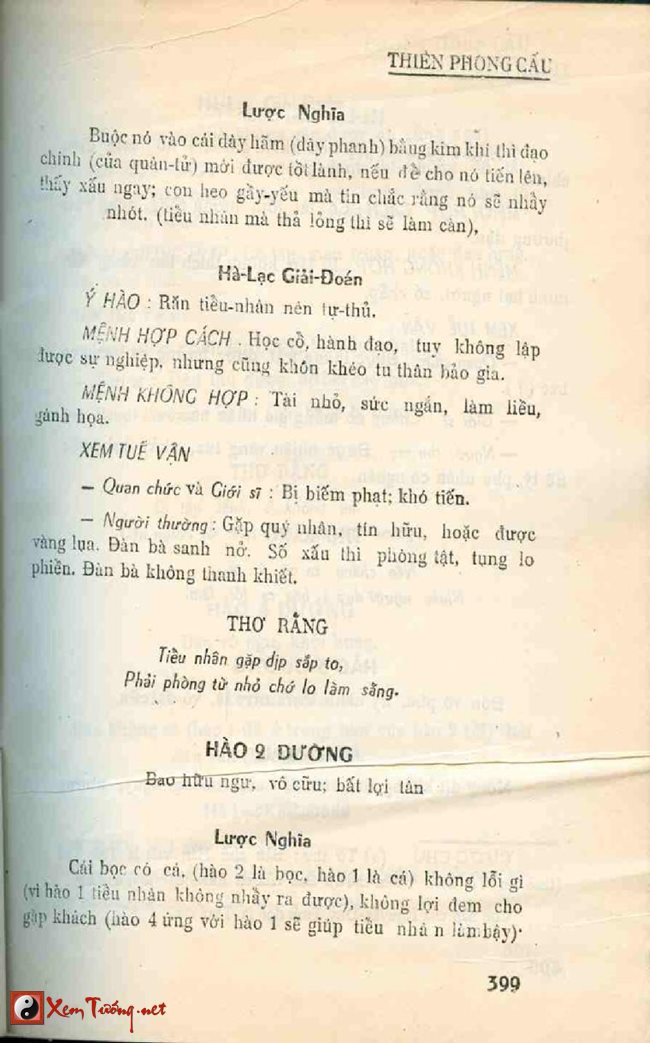 THIÊN PHONG CẤU
Lược Nghĩa
Buộc nó vào cái dây hãm (dây phanh) bằng kim khí thì đạo
chính (của quân-tử) mới được tốt lành, nếu để cho nó tiến lên,
thấy xấu ngay; con heo gầy-yếu mà tin chắc rằng nó sẽ nhẩy
nhót. (tiểu nhân mà thả lỏng thì sẽ làm càn),
Hà-Lạc Giải-Đoán
Ý HÀO : Răn tiểu-nhân nên tự-thủ.
MỆNH HỢP CÁCH . Học cổ, hành đạo, tuy không lập
được sự nghiệp, nhưng cũng khôn khéo tu thân bảo gia.
MỆNH KHÔNG HỢP : Tài nhỏ, sức ngắn, làm liều,
gánh họa.
XEM TUẾ VẬN
— Quan chức và Giới sĩ : Bị biếm phạt; khó tiến.
— Người thường : Gặp quý nhân, tín hữu, hoặc được
vàng lụa. Đàn bà sanh nở. Số xấu thì phòng tật, tụng lo
phiền. Đàn bà không thanh khiết.
THƠ RẰNG
Tiểu nhân gặp dịp sắp to,
Phải phòng từ nhỏ chớ lo lầm sằng.
HÀO 2 DƯƠNG
Bao hữu ngư, vô cữu; bất lợi tân
Lược Nghĩa
Cái bọc có cá, (hào 2 là bọc, hào 1 là cá) không lỗi gì
(vì hào 1 tiểu nhân không nhẩy ra được), không lợi đem cho
gặp khách (hào 4 ứng với hào 1 sẽ giúp tiểu nhân làm bậy).
399
XemTướng.net